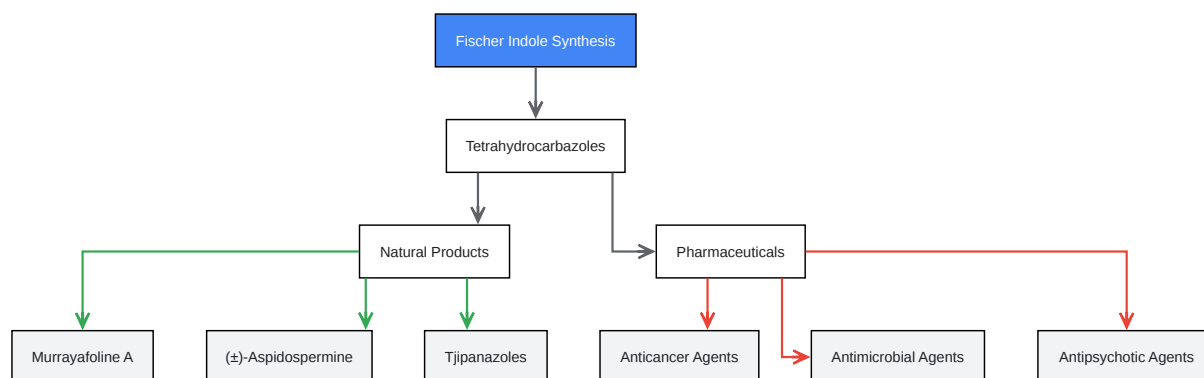 Fischer Indole Synthesis
Tetrahydrocarbazoles
Natural Products
Pharmaceuticals
Murrayafoline A
(±)-Aspidospermine
Tjipanazoles
Anticancer Agents
Antimicrobial Agents
Antipsychotic Agents